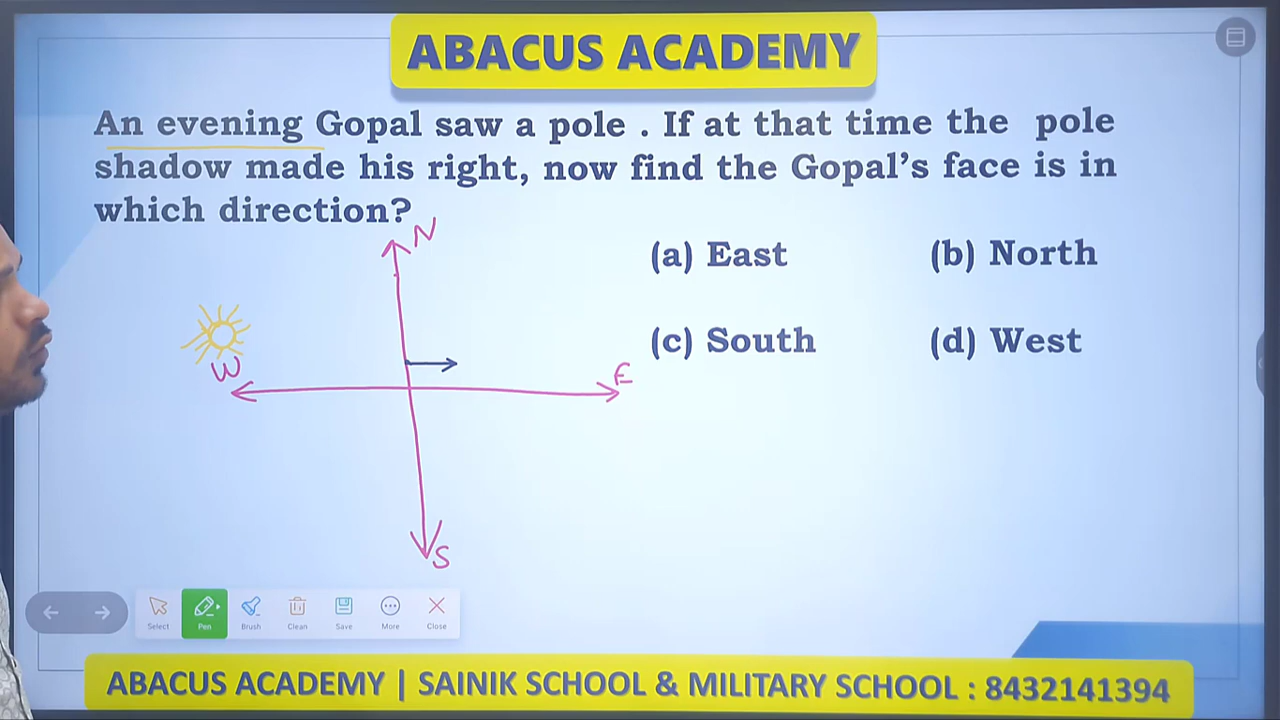 ABACUS ACADEMY
An evening Gopal saw a pole . If at that time the pole
shadow made his right, now find the Gopal's face is in
which direction?
(a) East
(b) North
(c) South
(d) West
N
W
E
S
Select
Pen
Brush
Clean
Save
More
Close
ABACUS ACADEMY | SAINIK SCHOOL & MILITARY SCHOOL : 8432141394